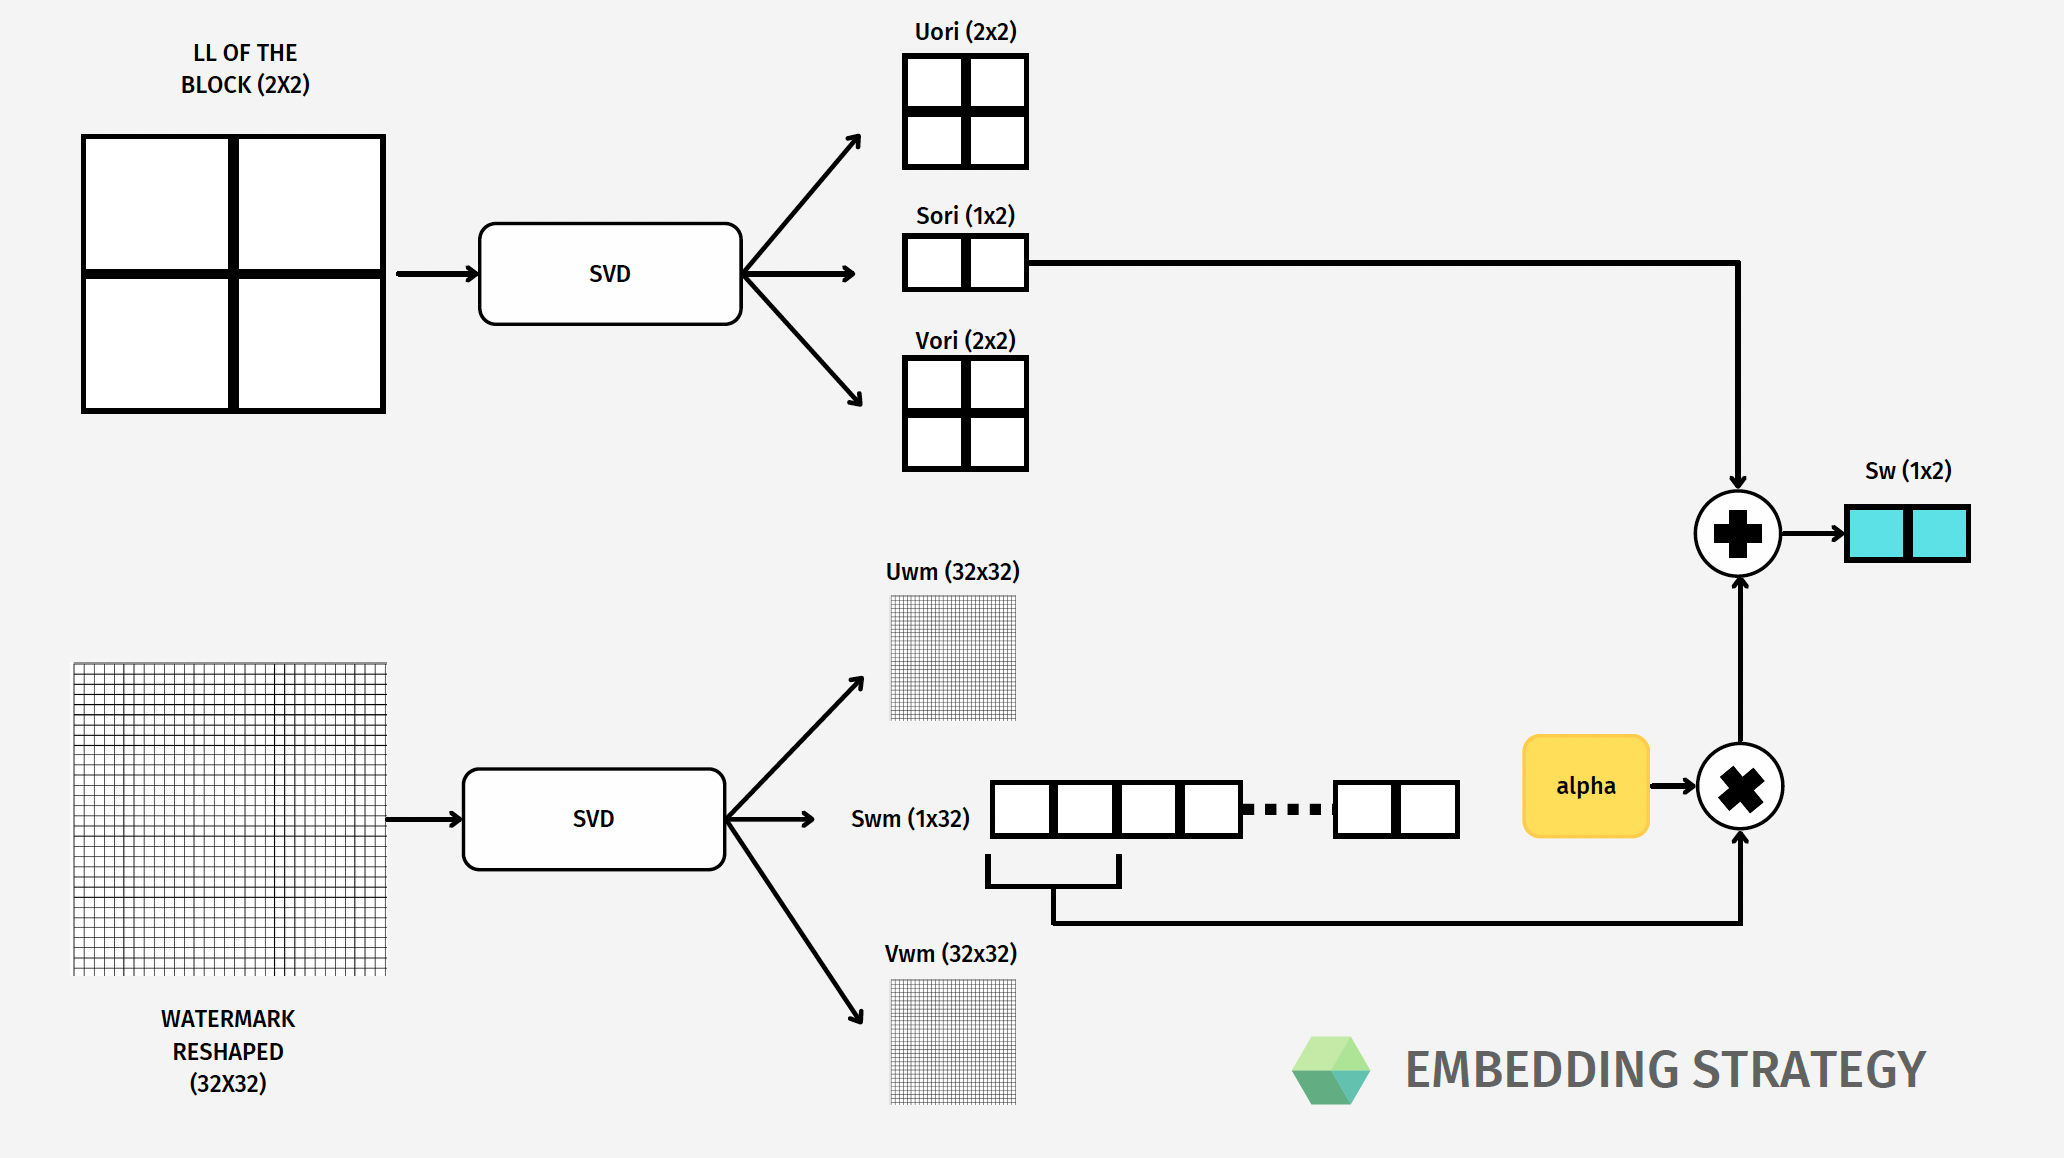 LL OF THE
BLOCK (2X2)
SVD
Uori (2x2)
Sori (1x2)
Vori (2x2)
Sw (1x2)
WATERMARK
RESHAPED
(32X32)
SVD
Uwm (32x32)
Swm (1x32)
Vwm (32x32)
alpha
EMBEDDING STRATEGY